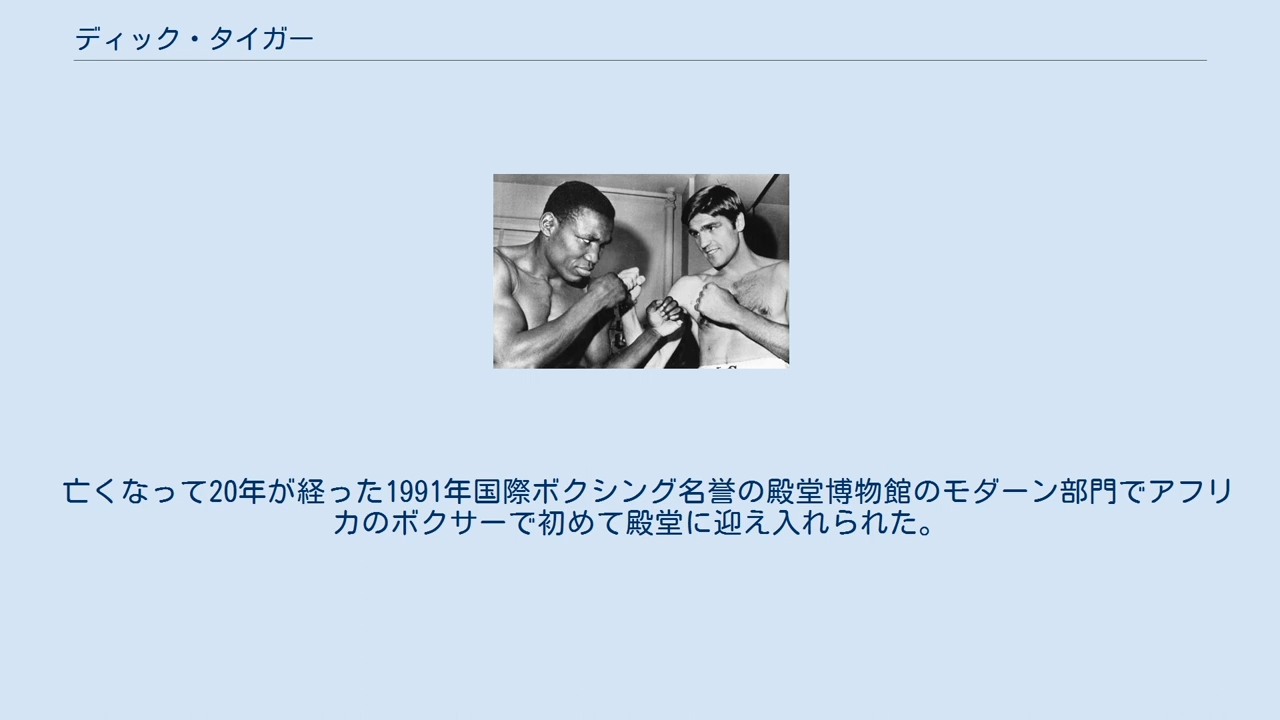 ディック・タイガー
亡くなって20年が経った1991年国際ボクシング名誉の殿堂博物館のモダーン部門でアフリ
カのボクサーで初めて殿堂に迎え入れられた。